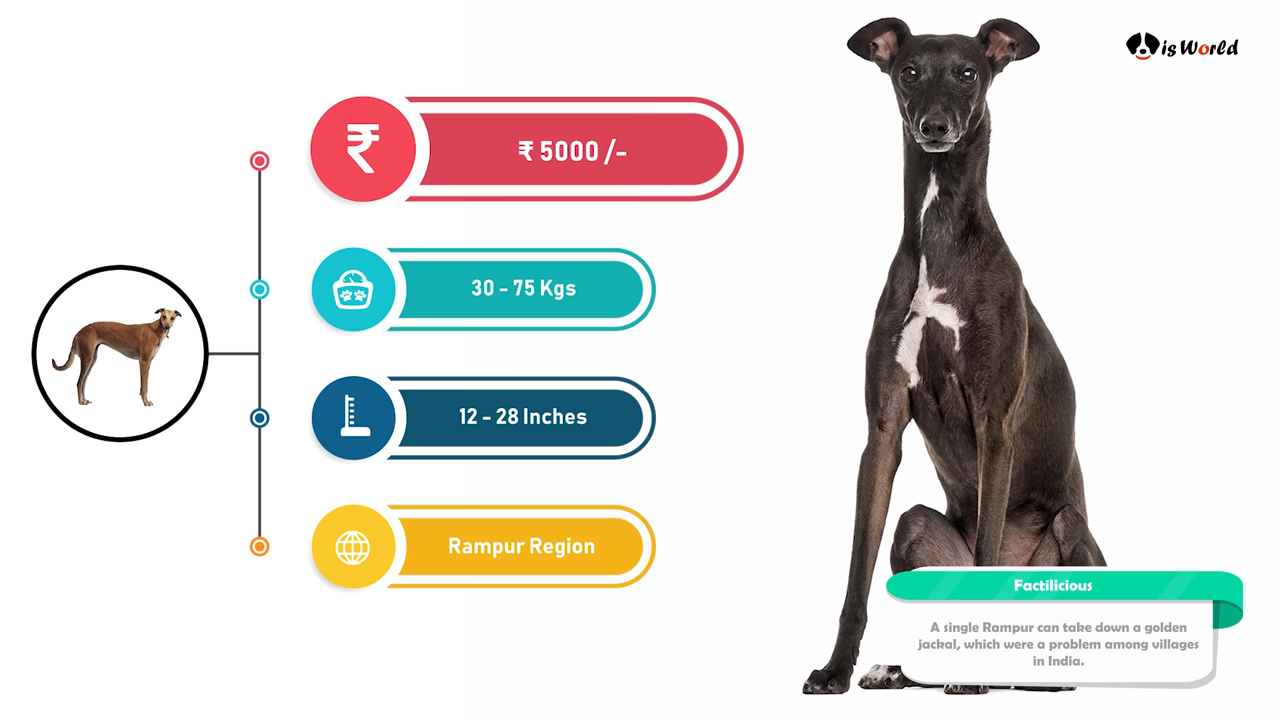 is World
₹ 5000 /-
30 - 75 Kgs
12 - 28 Inches
Rampur Region
Factilicious
A single Rampur can take down a golden
jackal, which were a problem among villages
in India.